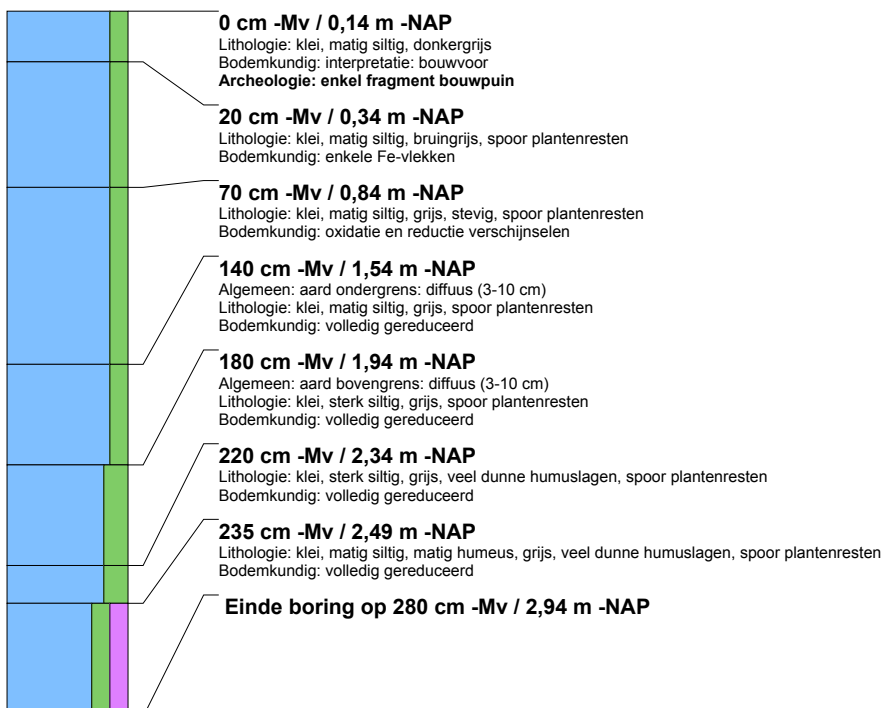 0 cm -Mv / 0,14 m -NAP
Lithologie: klei, matig siltig, donkergrijs
Bodemkundig: interpretatie: bouwvoor
Archeologie: enkel fragment bouwpuin
20 cm -Mv / 0,34 m -NAP
Lithologie: klei, matig siltig, bruingrijs, spoor plantenresten
Bodemkundig: enkele Fe-vlekken
70 cm -Mv / 0,84 m -NAP
Lithologie: klei, matig siltig, grijs, stevig, spoor plantenresten
Bodemkundig: oxidatie en reductie verschijnselen
140 cm -Mv / 1,54 m -NAP
Algemeen: aard ondergrens: diffuus (3-10 cm)
Lithologie: klei, matig siltig, grijs, spoor plantenresten
Bodemkundig: volledig gereduceerd
180 cm -Mv / 1,94 m -NAP
Algemeen: aard bovengrens: diffuus (3-10 cm)
Lithologie: klei, sterk siltig, grijs, spoor plantenresten
Bodemkundig: volledig gereduceerd
220 cm -Mv / 2,34 m -NAP
Lithologie: klei, sterk siltig, grijs, veel dunne humuslagen, spoor plantenresten
Bodemkundig: volledig gereduceerd
235 cm -Mv / 2,49 m -NAP
Lithologie: klei, matig siltig, matig humeus, grijs, veel dunne humuslagen, spoor plantenresten
Bodemkundig: volledig gereduceerd
Einde boring op 280 cm -Mv / 2,94 m -NAP